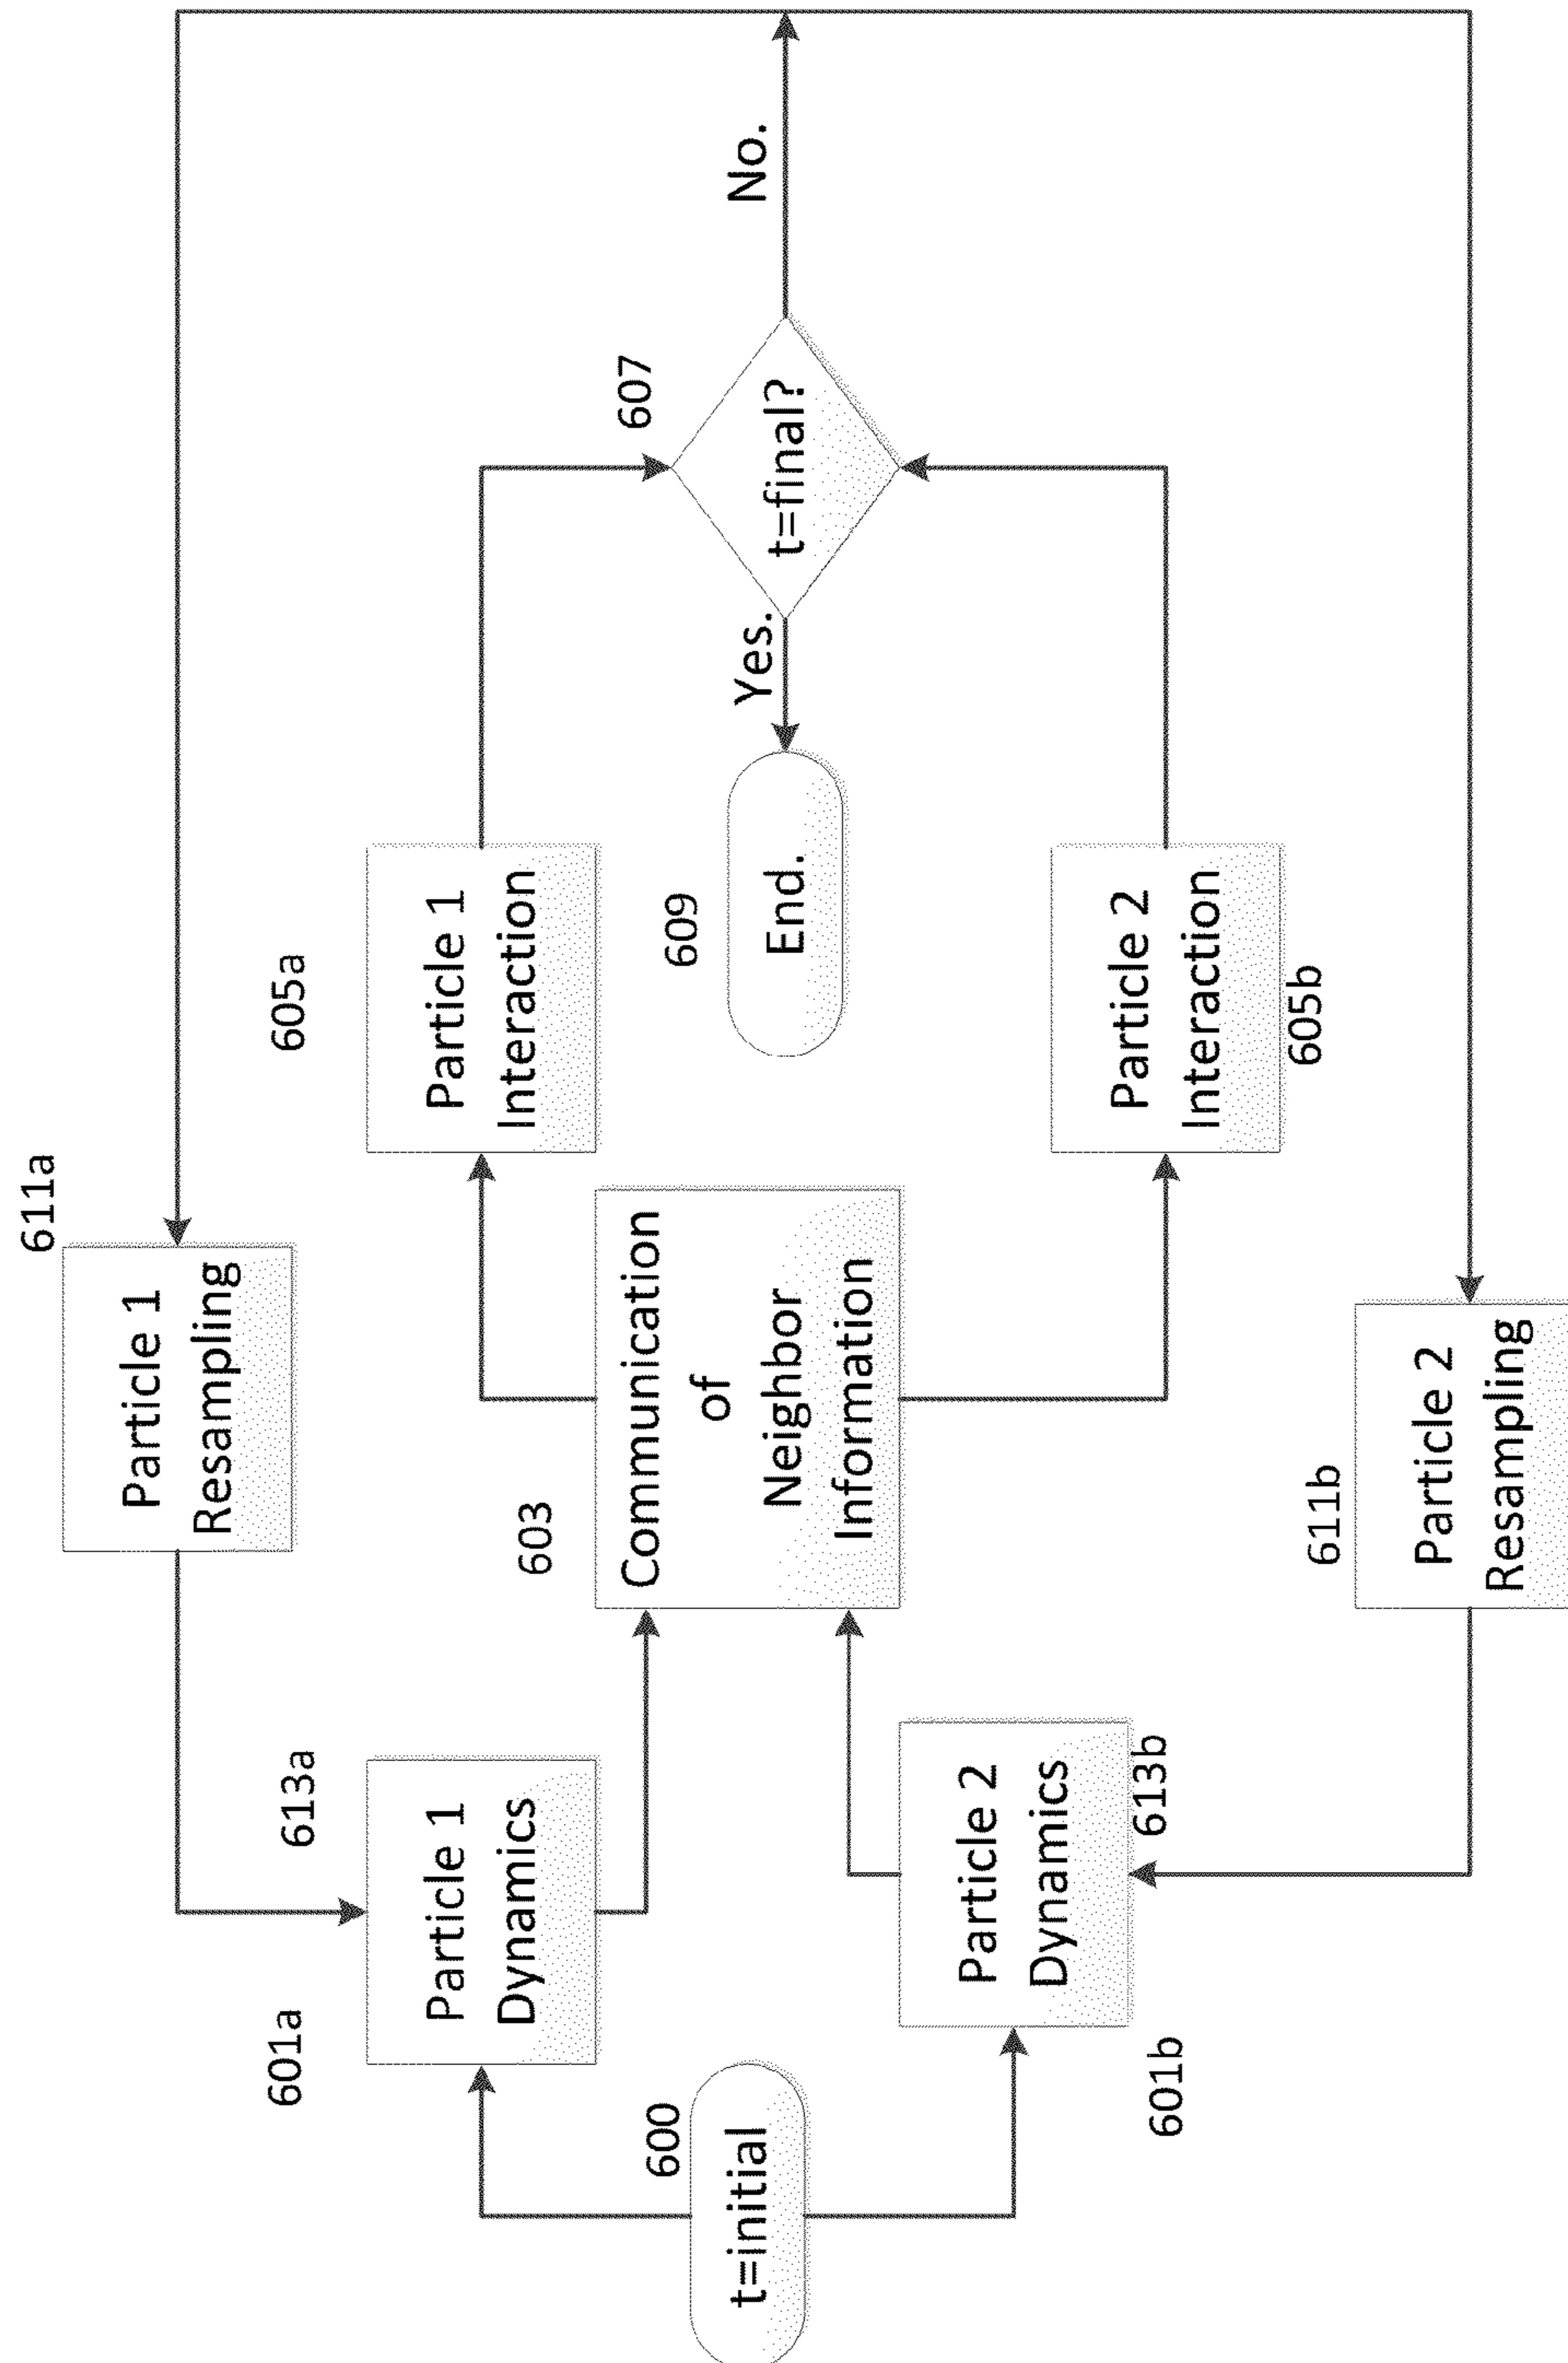 611a
Particle 1
Resampling
601a
613a
Particle 1
Dynamics
605a
Particle 1
Interaction
600
t=initial
603
Communication
of
Neighbor
Information
609
End.
Yes.
607
t=final?
No.
Particle 2
Dynamics
601b
613b
Particle 2
Interaction
605b
611b
Particle 2
Resampling